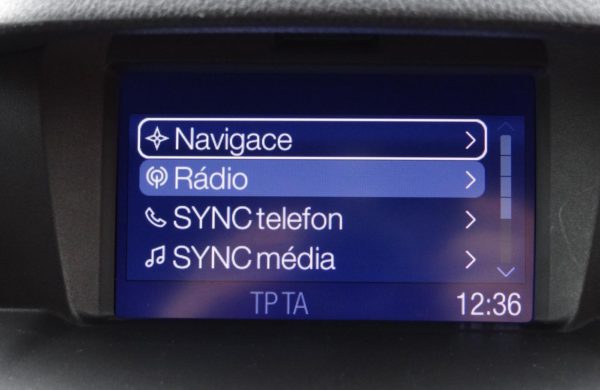 Navigace
Rádio
SYNC telefon
SYNC média
TP TA 12:36